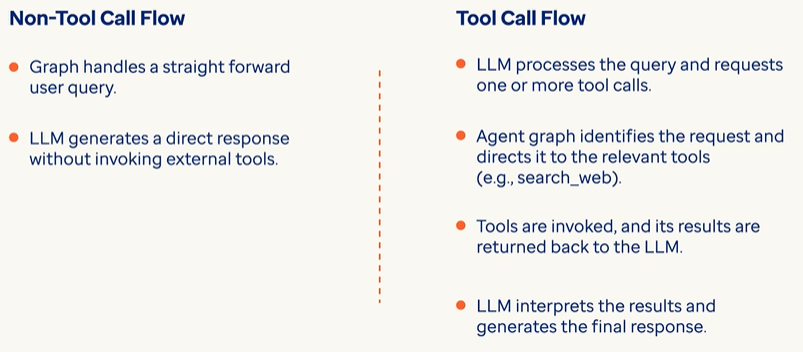 Non-Tool Call Flow
Graph handles a straight forward
user query.
LLM generates a direct response
without invoking external tools.
Tool Call Flow
LLM processes the query and requests
one or more tool calls.
Agent graph identifies the request and
directs it to the relevant tools
(e.g., search_web).
Tools are invoked, and its results are
returned back to the LLM.
LLM interprets the results and
generates the final response.